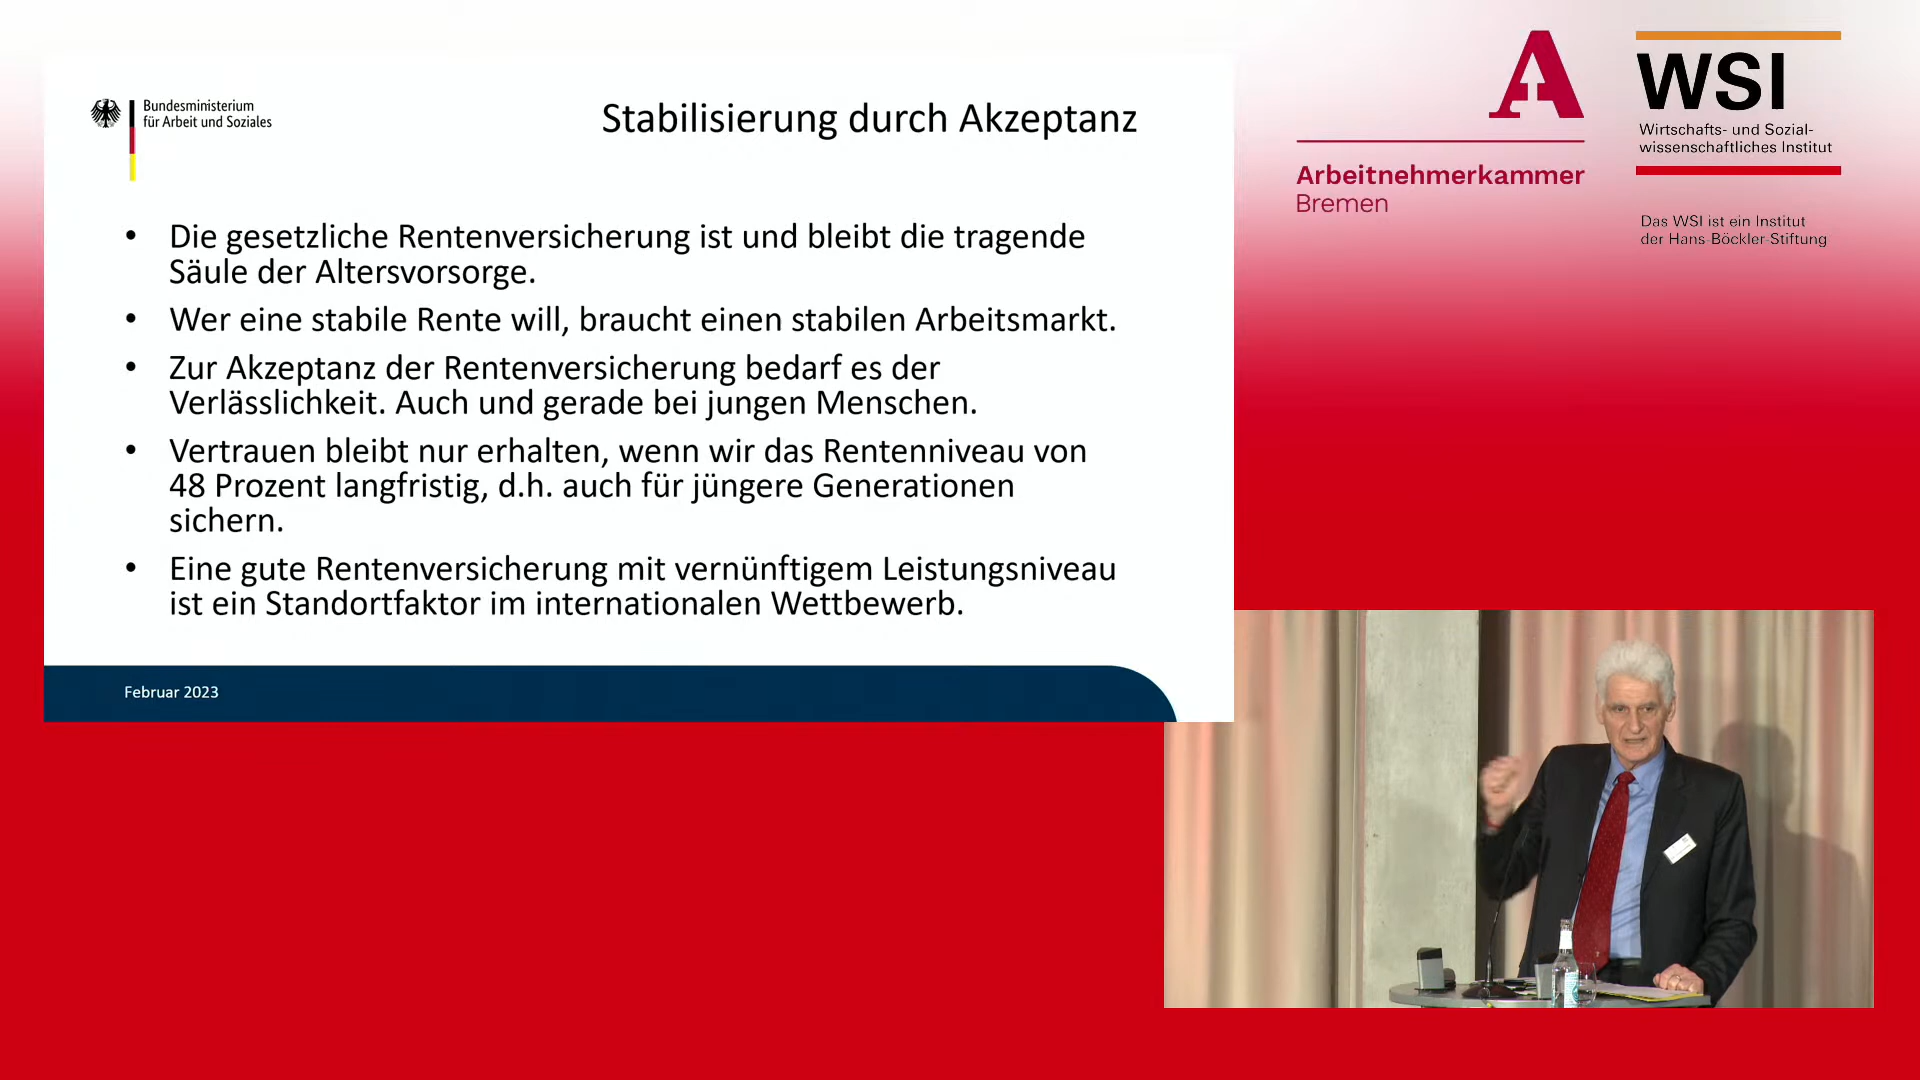 Bundesministerium
für Arbeit und Soziales
Stabilisierung durch Akzeptanz
• Die gesetzliche Rentenversicherung ist und bleibt die tragende
Säule der Altersvorsorge.
• Wer eine stabile Rente will, braucht einen stabilen Arbeitsmarkt.
• Zur Akzeptanz der Rentenversicherung bedarf es der
Verlässlichkeit. Auch und gerade bei jungen Menschen.
• Vertrauen bleibt nur erhalten, wenn wir das Rentenniveau von
48 Prozent langfristig, d.h. auch für jüngere Generationen
sichern.
• Eine gute Rentenversicherung mit vernünftigem Leistungsniveau
ist ein Standortfaktor im internationalen Wettbewerb.
Februar 2023
A
Arbeitnehmerkammer
Bremen
WSI
Wirtschafts- und Sozial-
wissenschaftliches Institut
Das WSI ist ein Institut
der Hans-Böckler-Stiftung